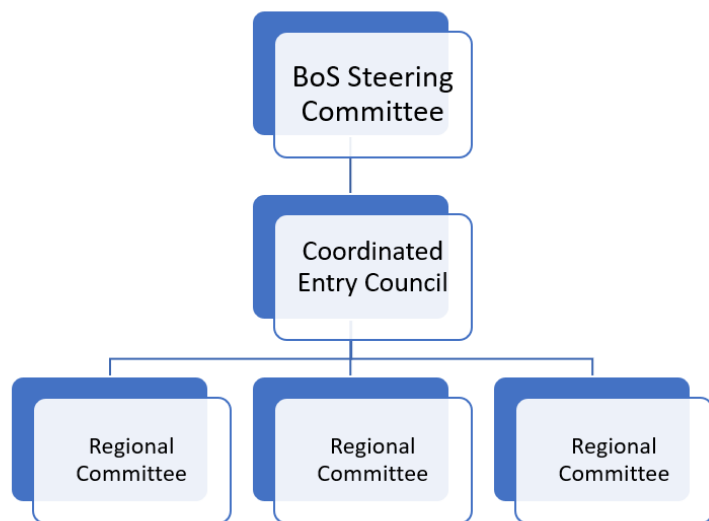 BoS Steering
Committee
Coordinated
Entry Council
Regional
Committee
Regional
Committee
Regional
Committee